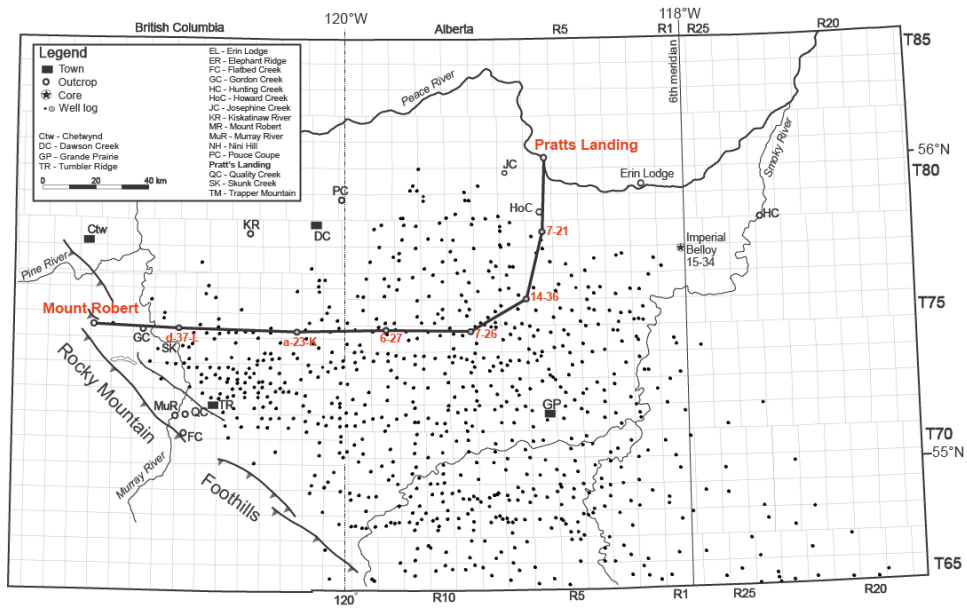 120°W
118°W
British Columbia
Alberta
R5
R1
R25
R20
T85
Legend
Town
Outcrop
Core
Well log
Ctw - Chetwynd
DC - Dawson Creek
GP - Grande Prairie
TR - Tumbler Ridge
0 20 40 km
EL - Erin Lodge
ER - Elephant Ridge
FC - Flatbed Creek
GC - Gordon Creek
HC - Hunting Creek
HoC - Howard Creek
JC - Josephine Creek
KR - Kiskatinaw River
MR - Mount Robert
MuR - Murray River
NH - Nini Hill
PC - Pouce Coupe
Pratt's Landing
QC - Quality Creek
SK - Skunk Creek
TM - Trapper Mountain
Peace River
6th meridian
Smoky River
Pratts Landing
56°N
T80
JC
Erin Lodge
PC
HoC
HC
KR
DC
Ctw
7-21
Imperial
Belloy
15-34
Pine River
14-36
T75
Mount Robert
GC
d-37-L
SK
a-23-K
6-27
7-26
Rocky Mountain
Foothills
MuR
QC
TR
GP
FC
T70
55°N
Murray River
T65
120°
R10
R5
R1
R20